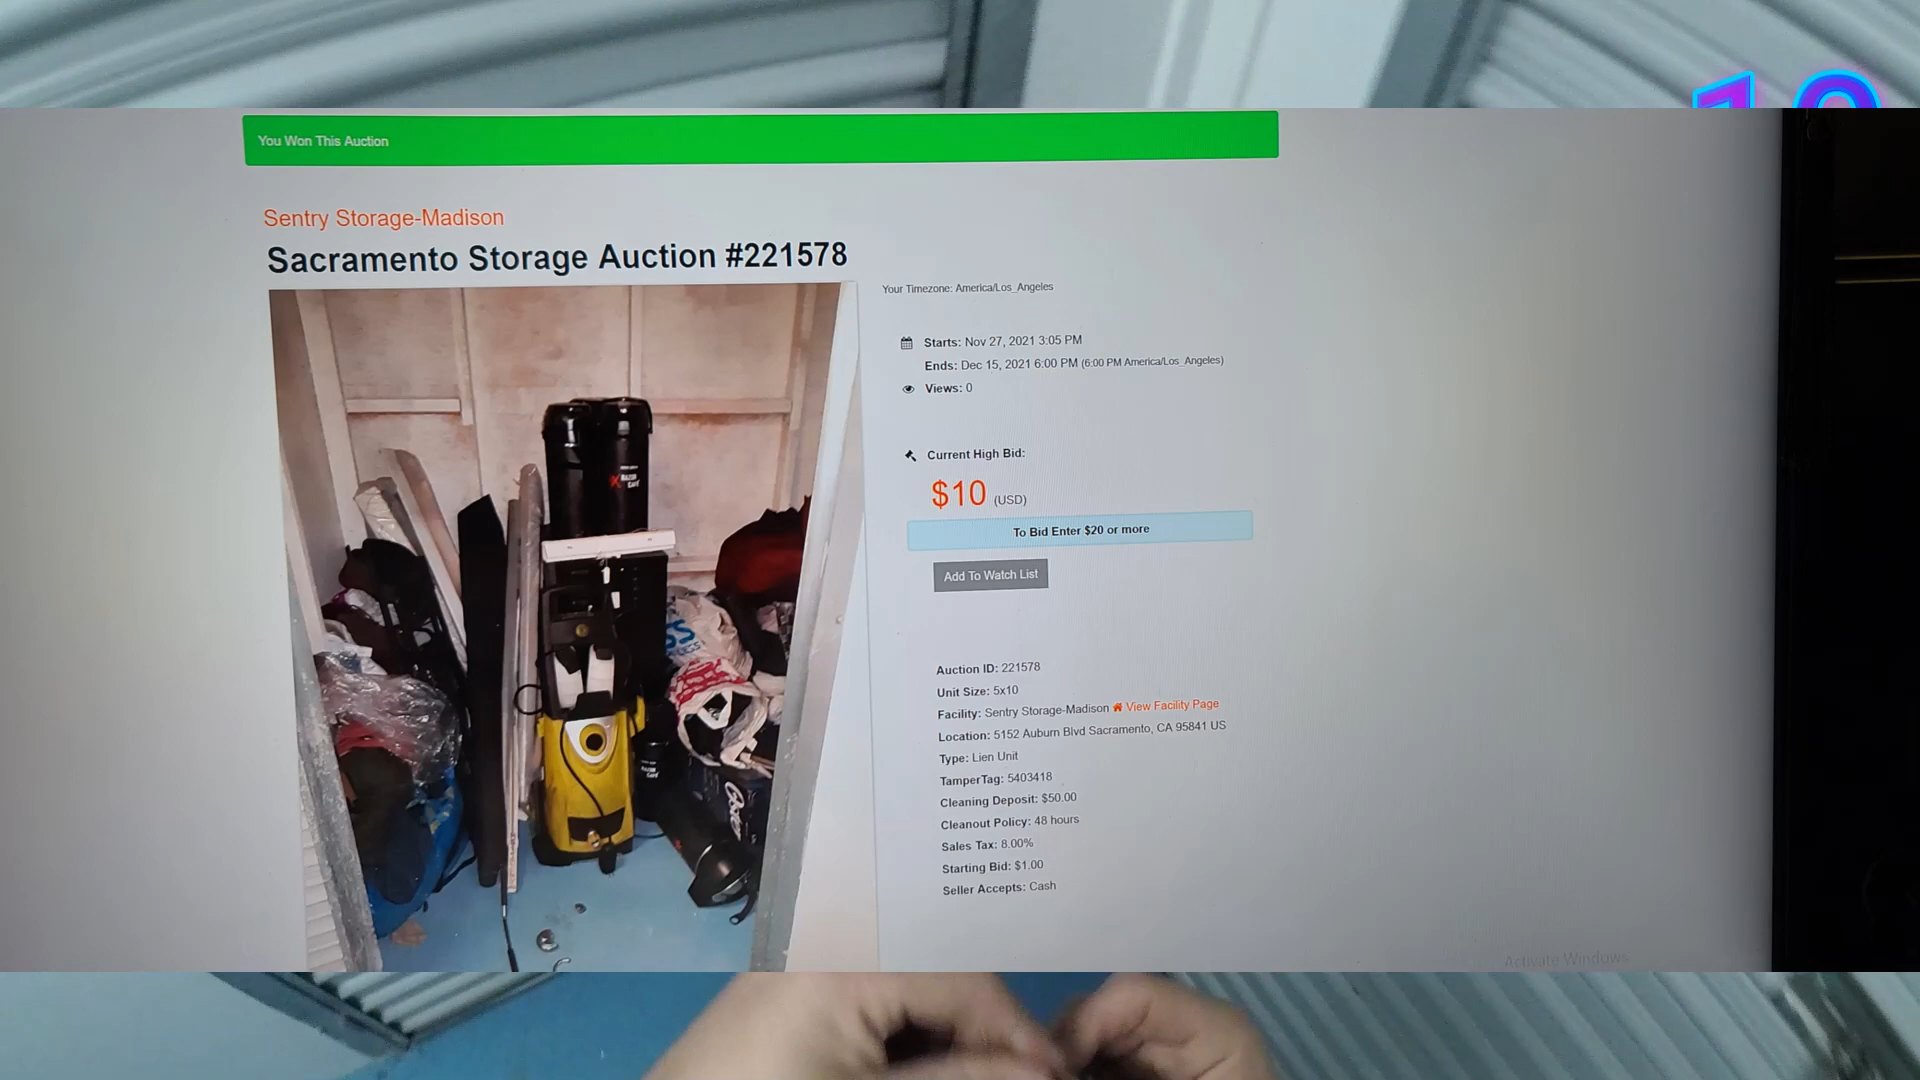 You Won This Auction
Sentry Storage-Madison
Sacramento Storage Auction #221578
Your Timezone: America/Los_Angeles
Starts: Nov 27, 2021 3:05 PM
Ends: Dec 15, 2021 6:00 PM (6:00 PM America/Los_Angeles)
Views: 0
Current High Bid:
$10 (USD)
To Bid Enter $20 or more
Add To Watch List
Auction ID: 221578
Unit Size: 5x10
Facility: Sentry Storage-Madison View Facility Page
Location: 5152 Auburn Blvd Sacramento, CA 95841 US
Type: Lien Unit
TamperTag: 5403418
Cleaning Deposit: $50.00
Cleanout Policy: 48 hours
Sales Tax: 8.00%
Starting Bid: $1.00
Seller Accepts: Cash
Activate Windows